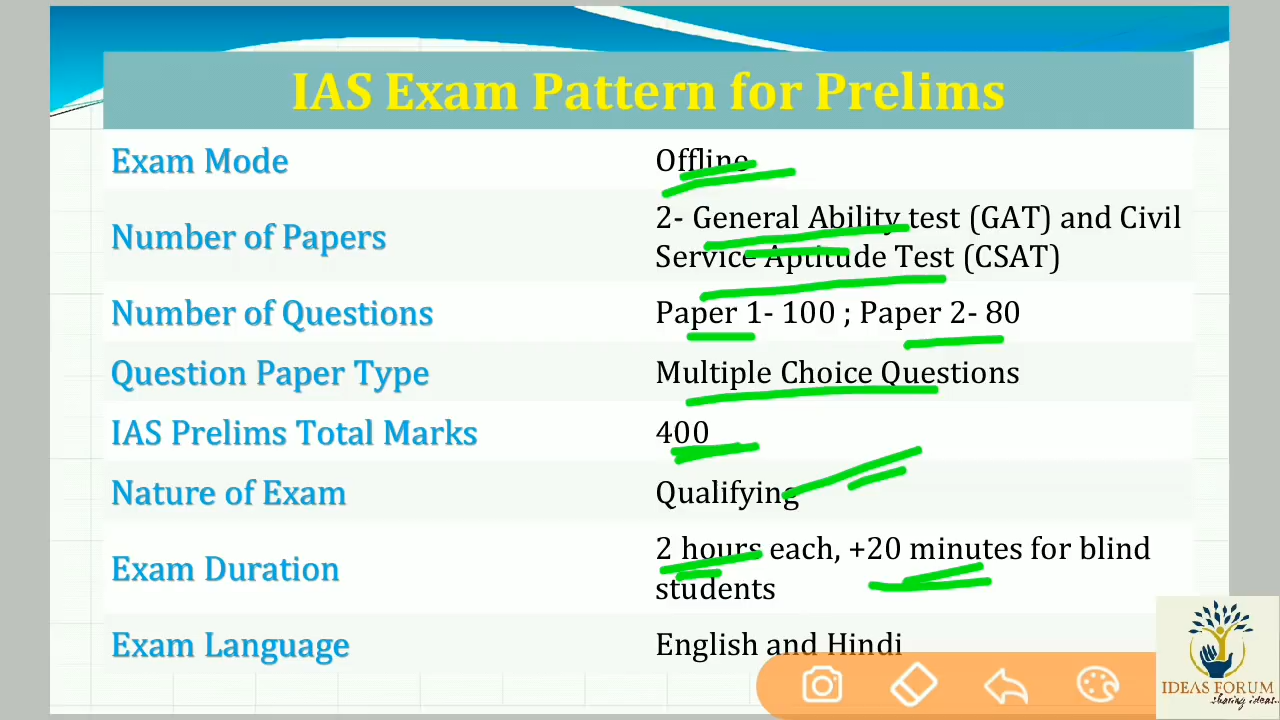 IAS Exam Pattern for Prelims
Exam Mode Offline
Number of Papers 2- General Ability test (GAT) and Civil
Service Aptitude Test (CSAT)
Number of Questions Paper 1- 100 ; Paper 2- 80
Question Paper Type Multiple Choice Questions
IAS Prelims Total Marks 400
Nature of Exam Qualifying
Exam Duration 2 hours each, +20 minutes for blind
students
Exam Language English and Hindi
IDEAS FORUM
sharing ideas